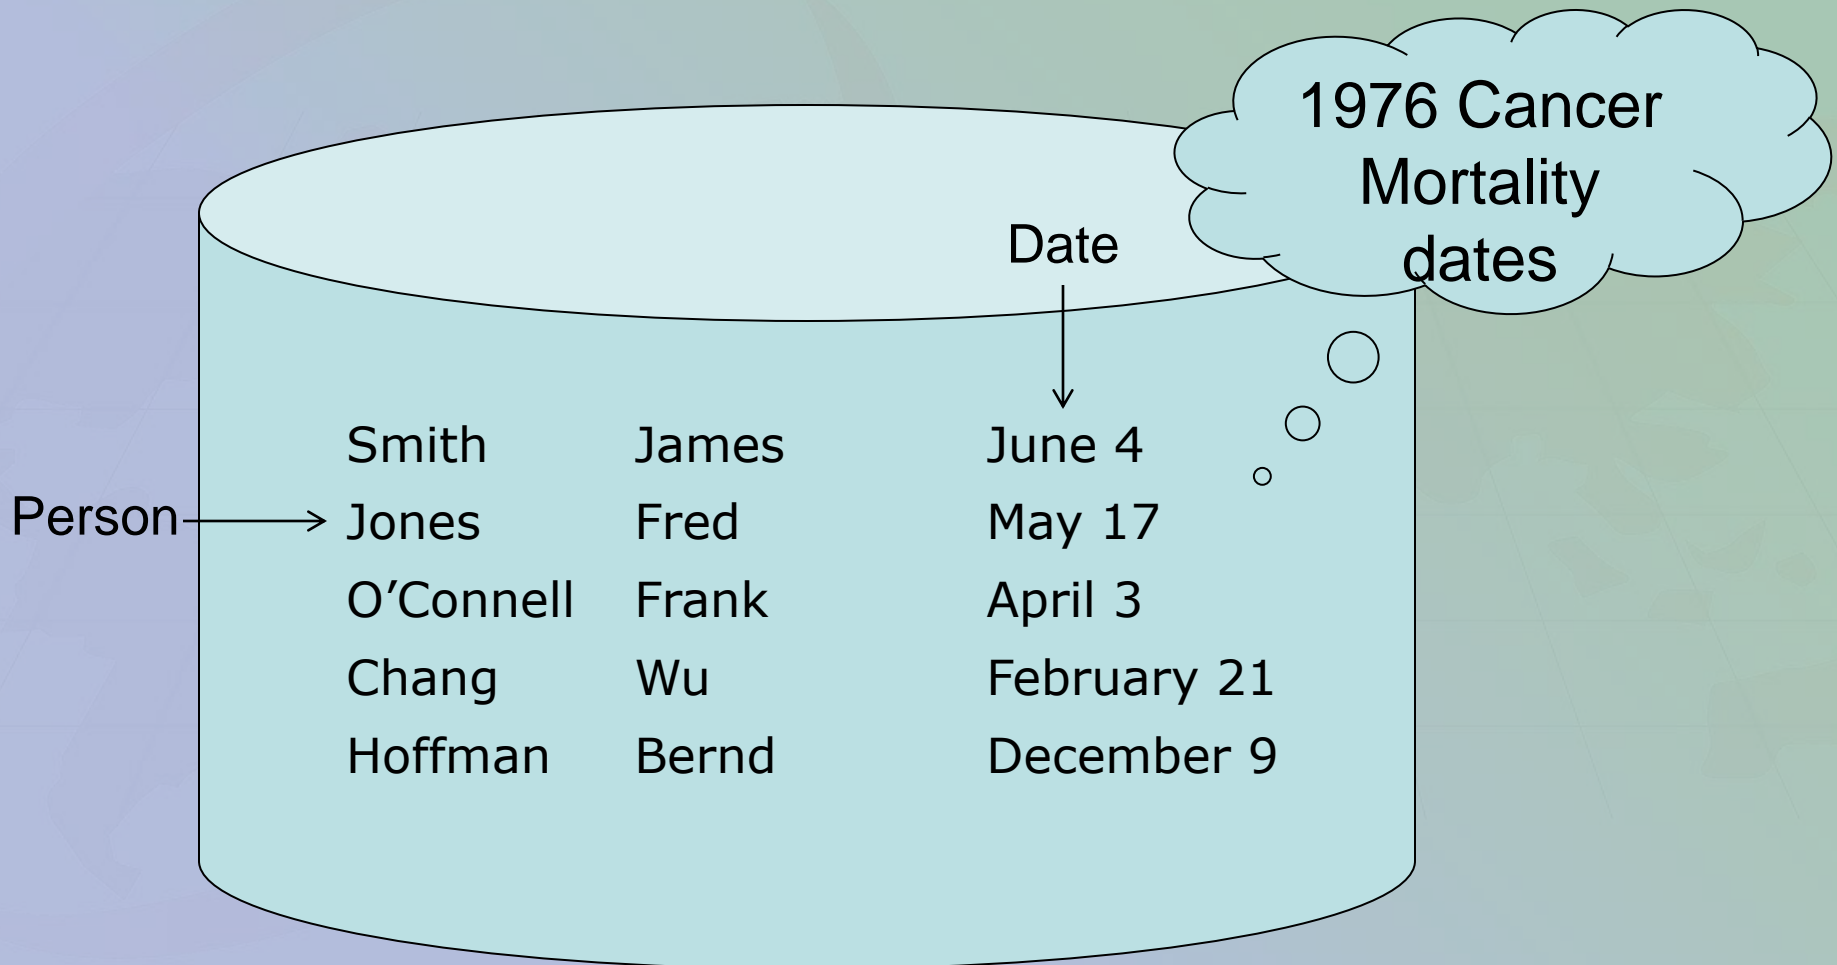 1976 Cancer
Mortality
dates
Date
Smith James June 4
Person Jones Fred May 17
O’Connell Frank April 3
Chang Wu February 21
Hoffman Bernd December 9